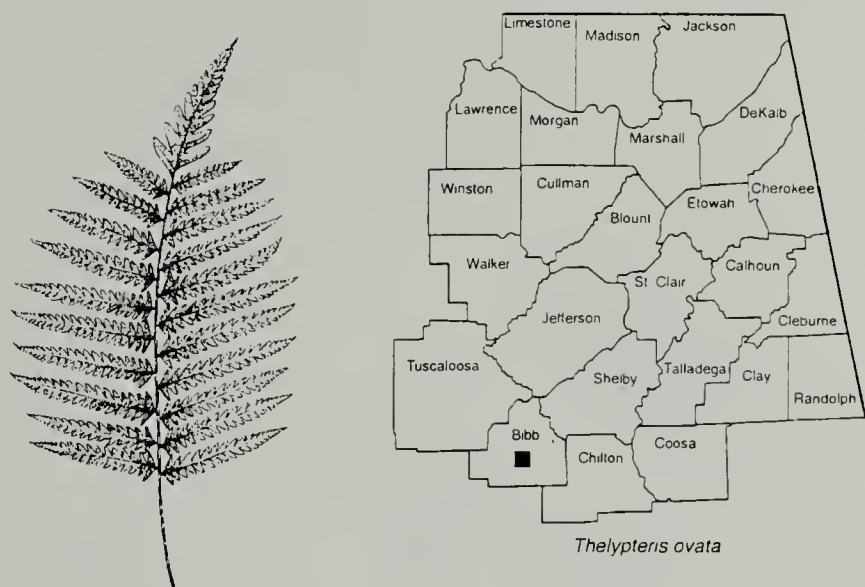 Limestone
Madison
Jackson
Lawrence
Morgan
Marshall
DeKalb
Winston
Cullman
Blount
Etowah
Cherokee
Walker
St. Clair
Calhoun
Jefferson
Cleburne
Tuscaloosa
Shelby
Talladega
Clay
Randolph
Bibb
Chilton
Coosa
Thelypteris ovata